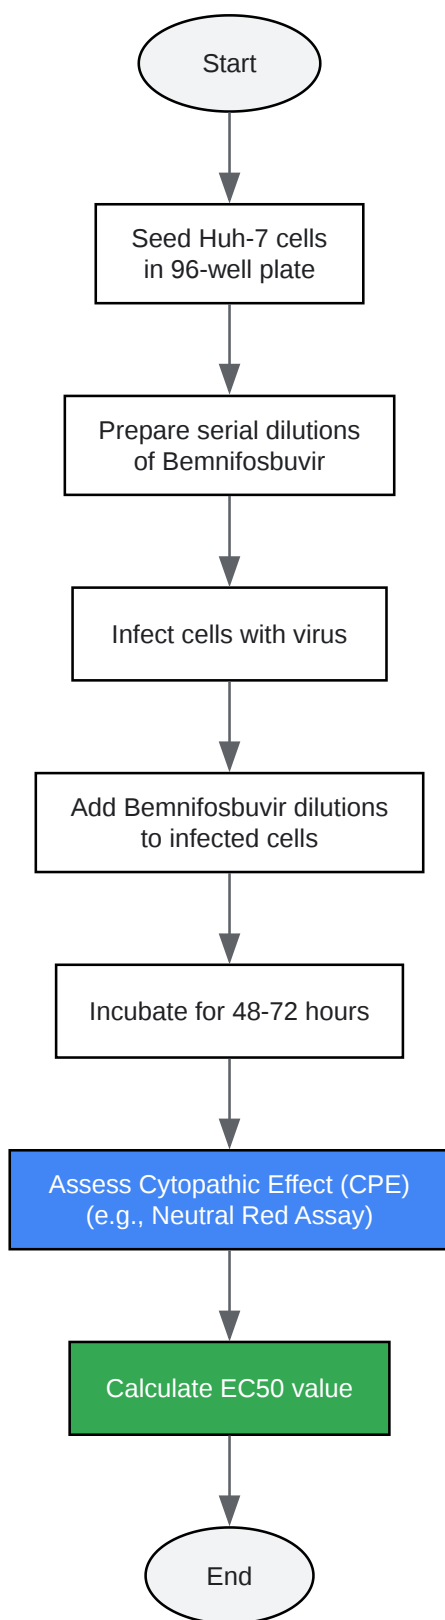 Start
Seed Huh-7 cells
in 96-well plate
Prepare serial dilutions
of Bemnifosbuvir
Infect cells with virus
Add Bemnifosbuvir dilutions
to infected cells
Incubate for 48-72 hours
Assess Cytopathic Effect (CPE)
(e.g., Neutral Red Assay)
Calculate EC50 value
End